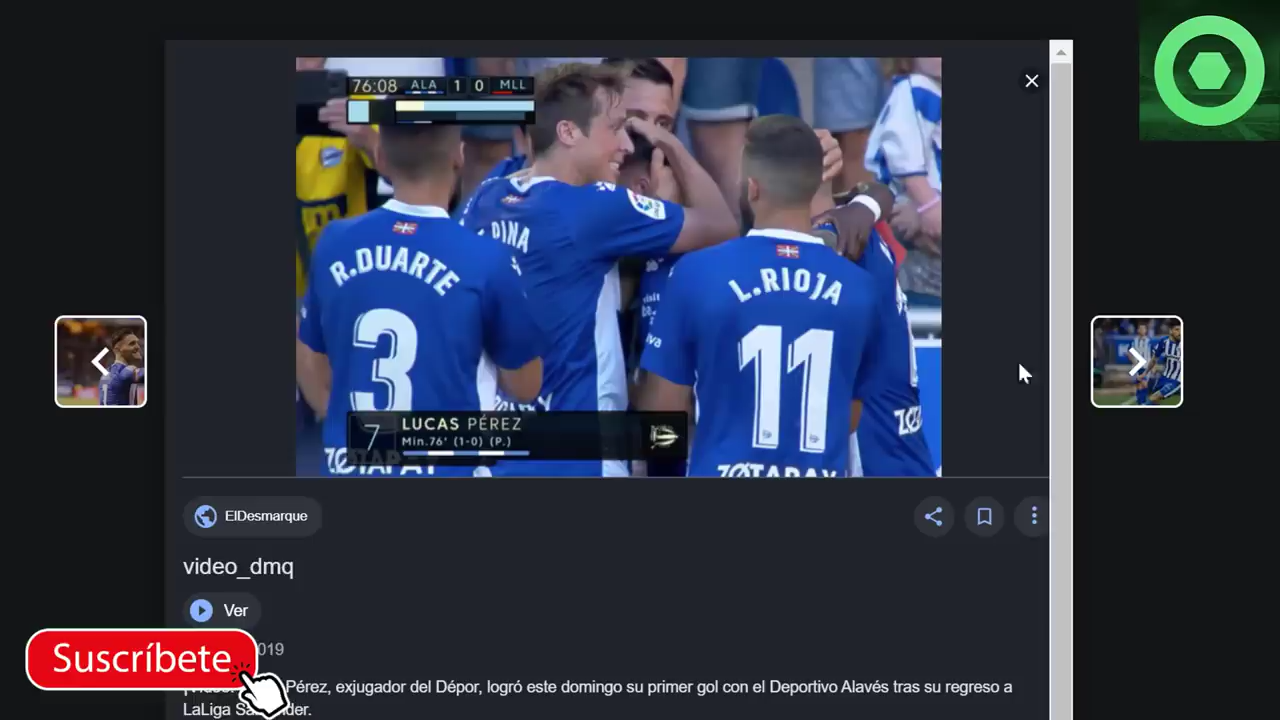 76:08 ALA 1 0 MLL
PINA
R.DUARTE
3
L.RIOJA
11
7 LUCAS PÉREZ
Min.76' (1-0) (P.)
ZØTAPAY
ZØTAPAY
ElDesmarque
video_dmq
Ver
Suscríbete
Pérez, exjugador del Dépor, logró este domingo su primer gol con el Deportivo Alavés tras su regreso a
LaLiga